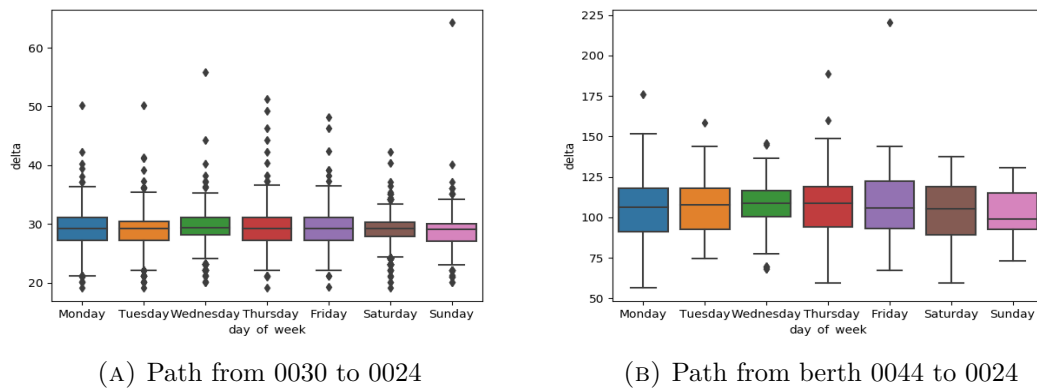 60
50
40
30
20
delta
Monday Tuesday Wednesday Thursday Friday Saturday Sunday
day of week
(A) Path from 0030 to 0024
225
200
175
150
125
100
75
50
delta
Monday Tuesday Wednesday Thursday Friday Saturday Sunday
day of week
(B) Path from berth 0044 to 0024